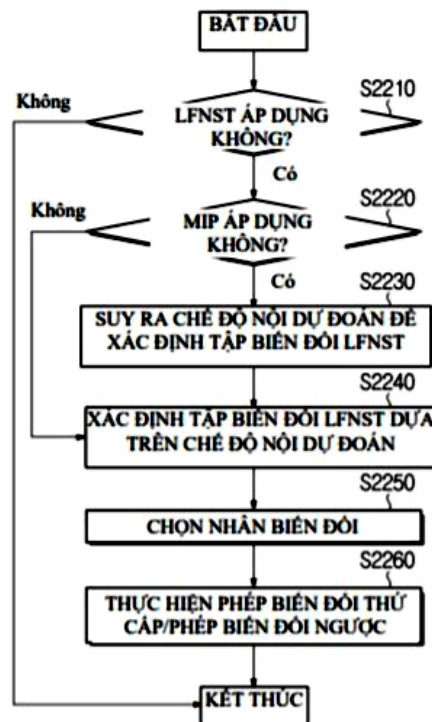 BẮT ĐẦU
S2210
Không
LFNST ÁP DỤNG
KHÔNG?
Có
S2220
Không
MIP ÁP DỤNG
KHÔNG?
Có
S2230
SUY RA CHẾ ĐỘ NỘI DỰ ĐOÁN ĐỂ
XÁC ĐỊNH TẬP BIẾN ĐỔI LFNST
S2240
XÁC ĐỊNH TẬP BIẾN ĐỔI LFNST DỰA
TRÊN CHẾ ĐỘ NỘI DỰ ĐOÁN
S2250
CHỌN NHÂN BIẾN ĐỔI
S2260
THỰC HIỆN PHÉP BIẾN ĐỔI THỨ
CẤP/PHÉP BIẾN ĐỔI NGƯỢC
KẾT THÚC